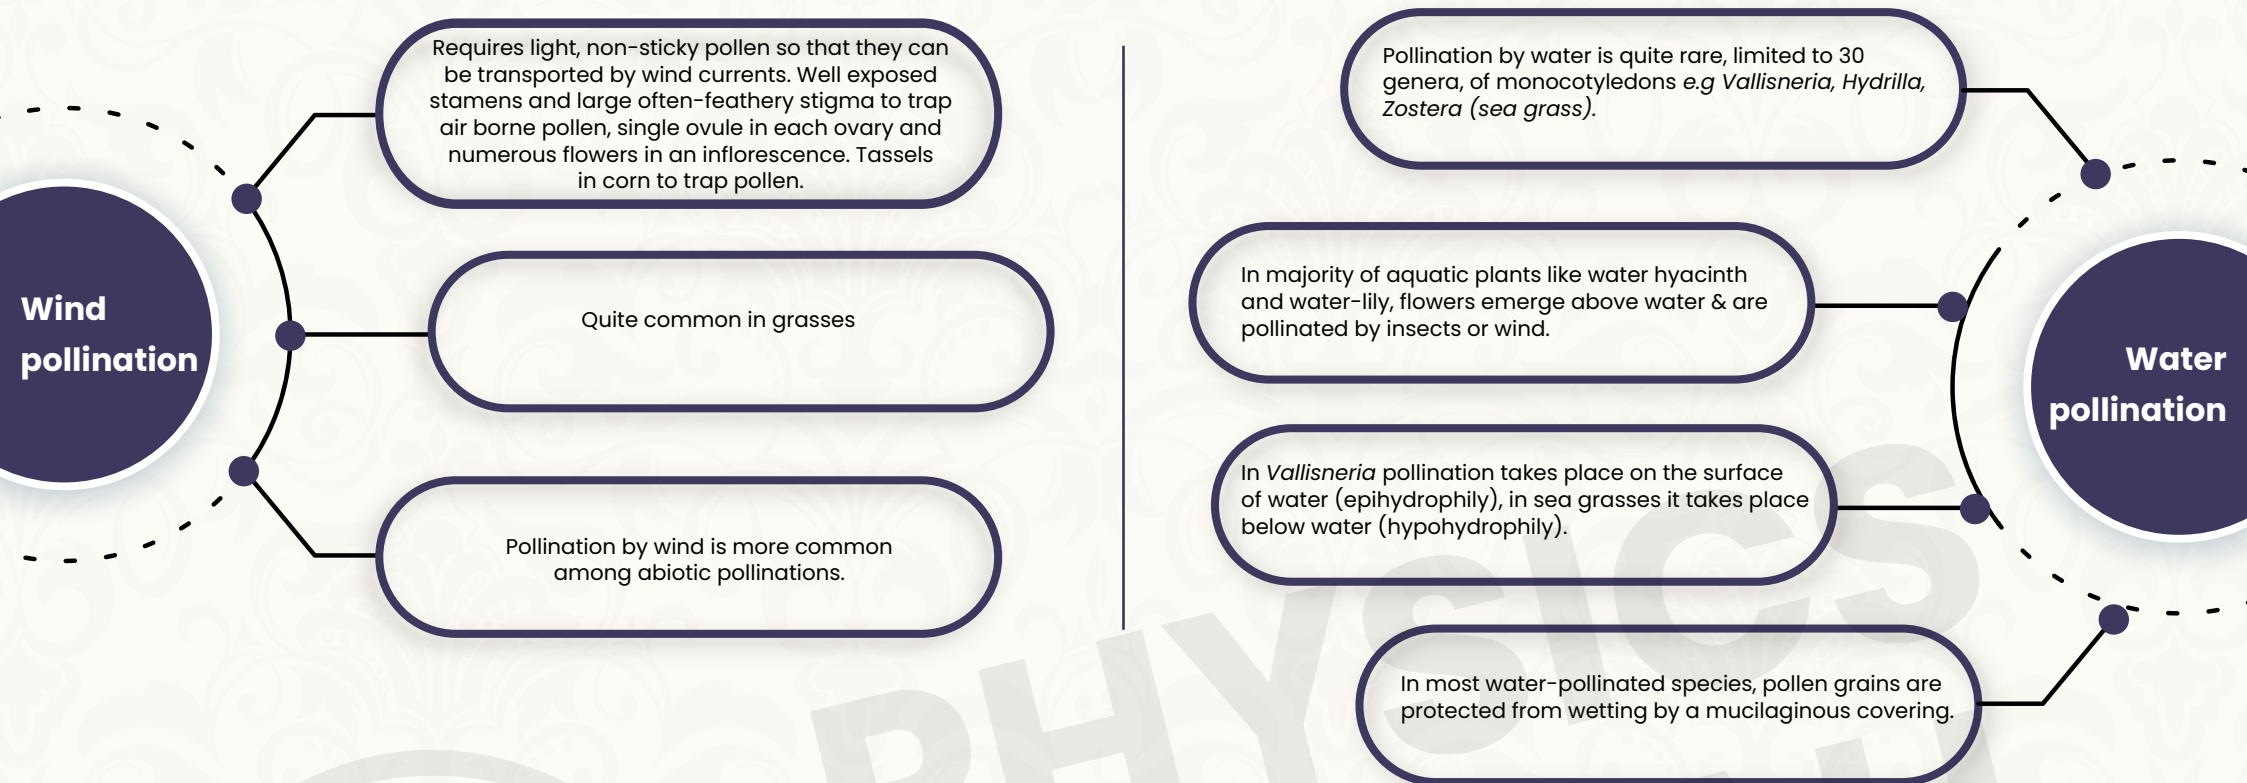 Wind
pollination
Requires light, non-sticky pollen so that they can
be transported by wind currents. Well exposed
stamens and large often-feathery stigma to trap
air borne pollen, single ovule in each ovary and
numerous flowers in an inflorescence. Tassels
in corn to trap pollen.
Quite common in grasses
Pollination by wind is more common
among abiotic pollinations.
Water
pollination
Pollination by water is quite rare, limited to 30
genera, of monocotyledons e.g Vallisneria, Hydrilla,
Zostera (sea grass).
In majority of aquatic plants like water hyacinth
and water-lily, flowers emerge above water & are
pollinated by insects or wind.
In Vallisneria pollination takes place on the surface
of water (epihydrophily), in sea grasses it takes place
below water (hypohydrophily).
In most water-pollinated species, pollen grains are
protected from wetting by a mucilaginous covering.
PHYSICS